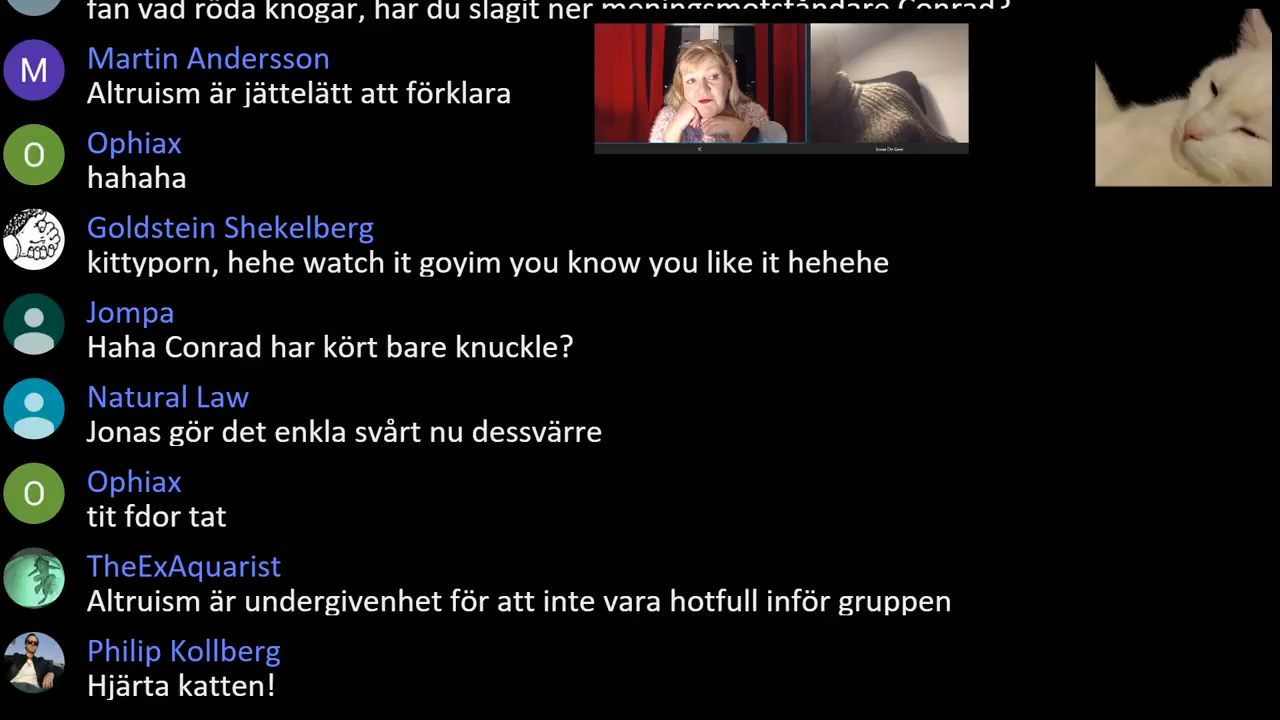 fan vad röda knogar, har du slagit ner meningsmotståndare Conrad?
Martin Andersson
Altruism är jättelätt att förklara
Ophiax
hahaha
Goldstein Shekelberg
kittyporn, hehe watch it goyim you know you like it hehehe
Jompa
Haha Conrad har kört bare knuckle?
Natural Law
Jonas gör det enkla svårt nu dessvärre
Ophiax
tit fdor tat
TheExAquarist
Altruism är undergivenhet för att inte vara hotfull inför gruppen
Philip Kollberg
Hjärta katten!
M
O
O